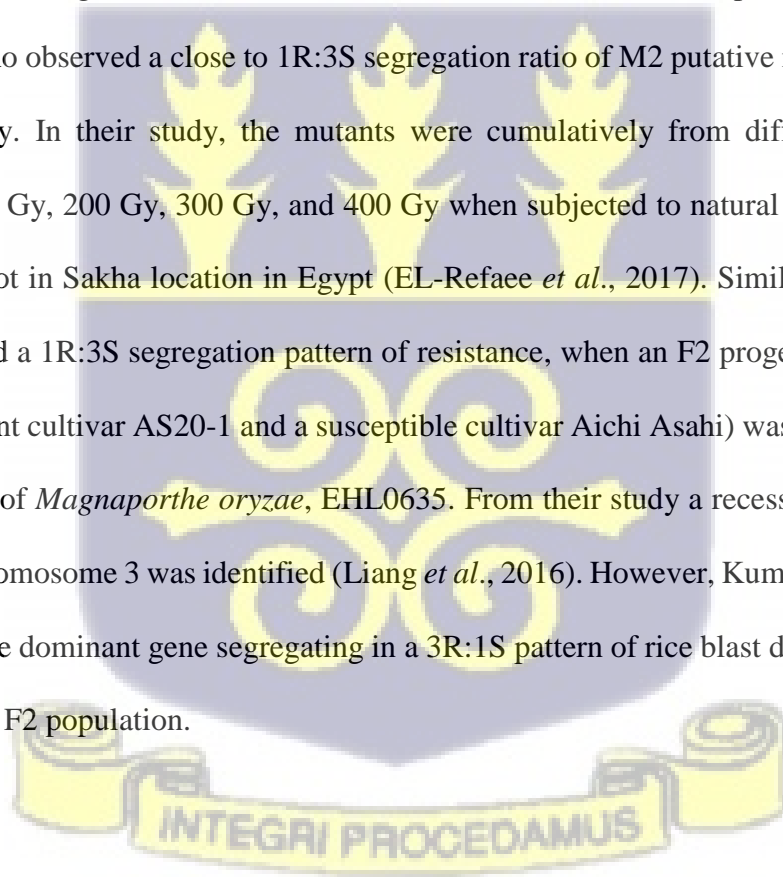 o observed a close to 1R:3S segregation ratio of M2 putative
y. In their study, the mutants were cumulatively from diff
Gy, 200 Gy, 300 Gy, and 400 Gy when subjected to natural
ot in Sakha location in Egypt (EL-Refaee et al., 2017). Simil
d a 1R:3S segregation pattern of resistance, when an F2 proge
nt cultivar AS20-1 and a susceptible cultivar Aichi Asahi) was
of Magnaporthe oryzae, EHL0635. From their study a recess
omosome 3 was identified (Liang et al., 2016). However, Kum
e dominant gene segregating in a 3R:1S pattern of rice blast d
F2 population.
INTEGRI PROCEDAMUS